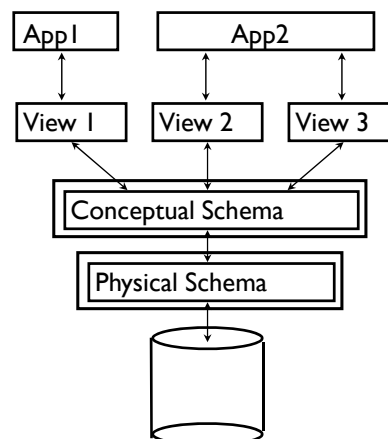 App1
App2
View 1
View 2
View 3
Conceptual Schema
Physical Schema